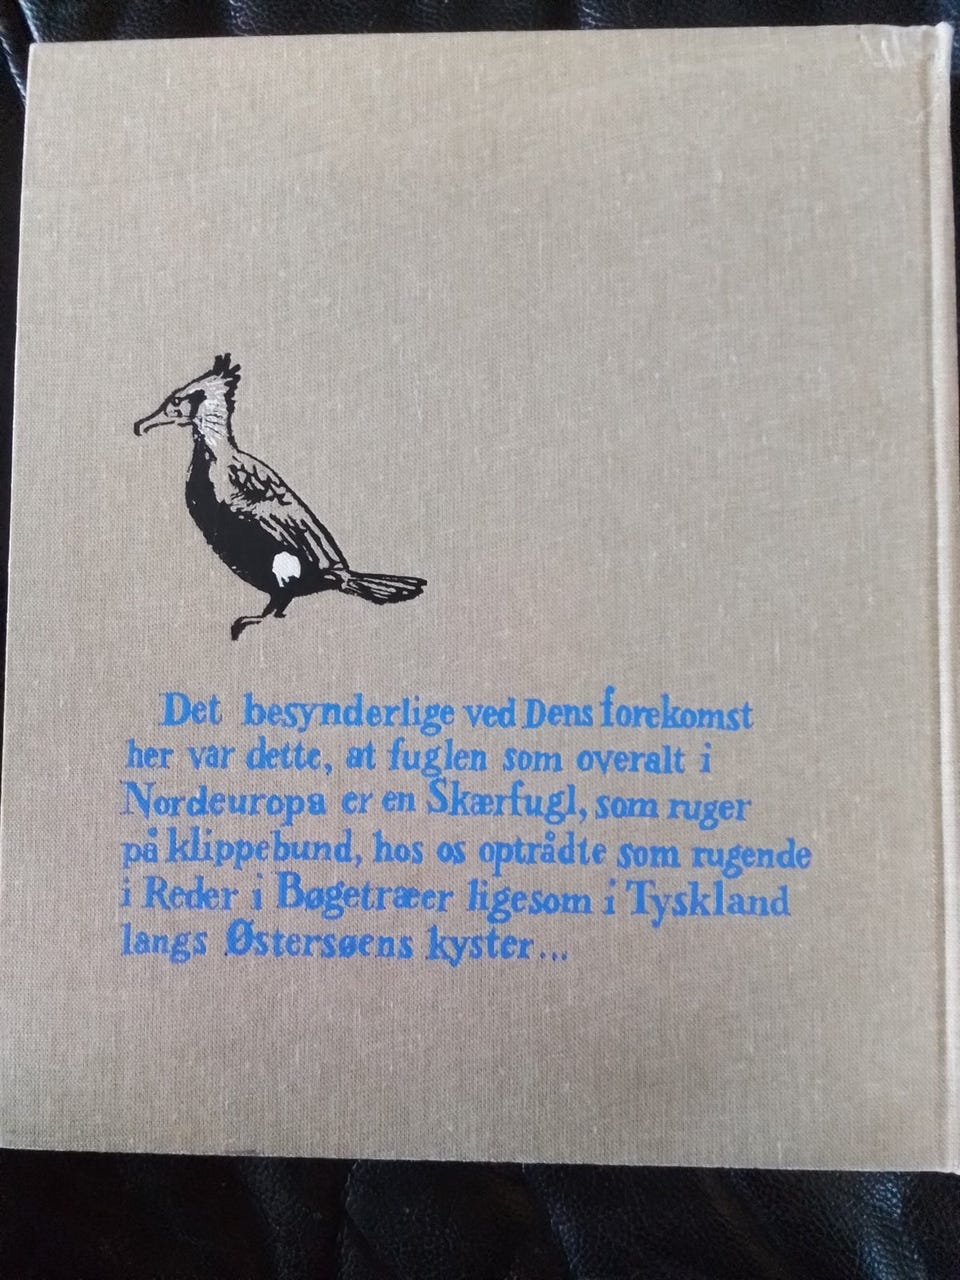 Det besynderlige ved Dens forekomst
her var dette, at fuglen som overalt i
Nordeuropa er en Skærfugl, som ruger
på klippebund, hos os optrådte som rugende
i Reder i Bøgetræer ligesom i Tyskland
langs Østersøens kyster...